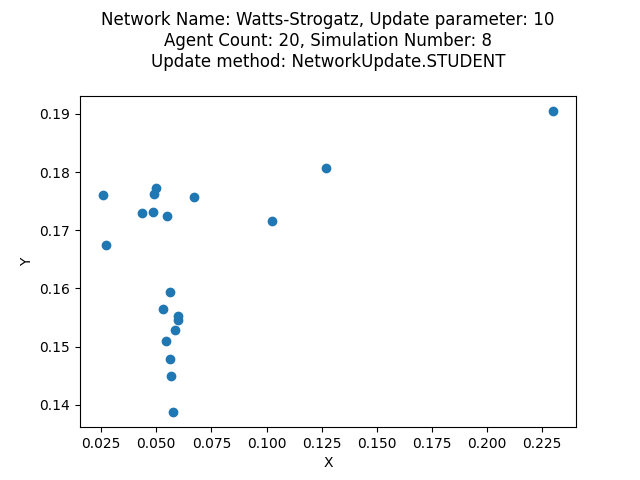 Network Name: Watts-Strogatz, Update parameter: 10
Agent Count: 20, Simulation Number: 8
Update method: NetworkUpdate.STUDENT
0.19
0.18
0.17
0.16
0.15
0.14
Y
0.025 0.050 0.075 0.100 0.125 0.150 0.175 0.200 0.225
X